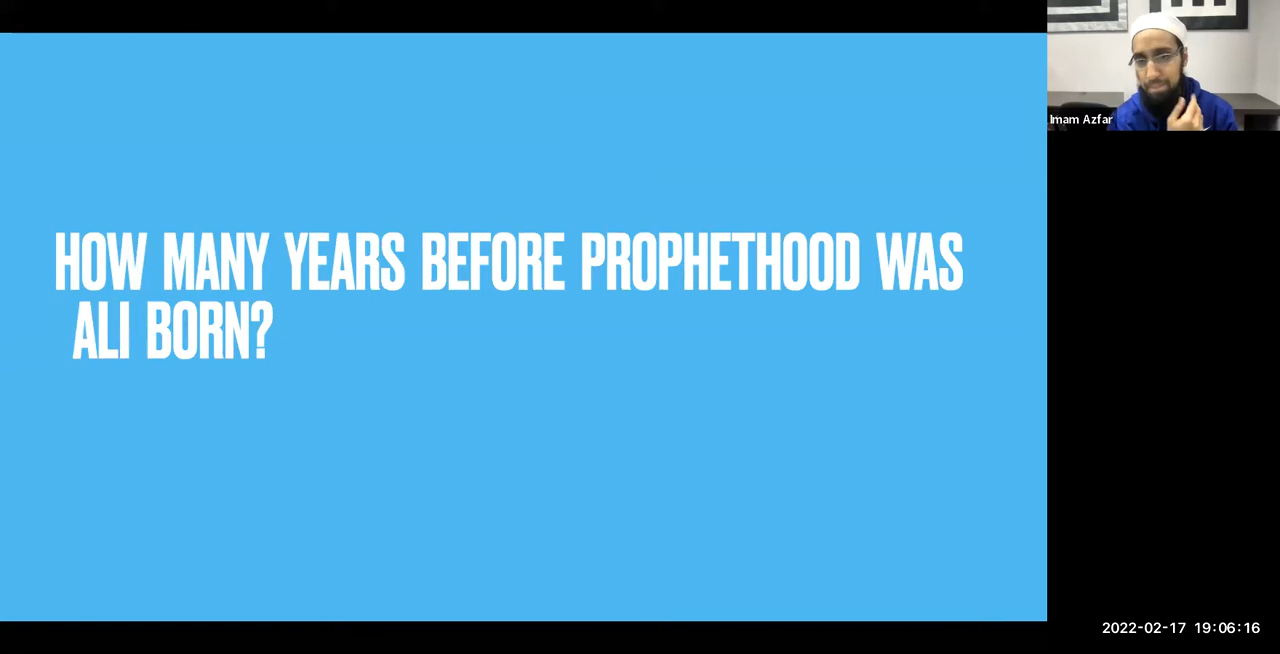 HOW MANY YEARS BEFORE PROPHETHOOD WAS
ALI BORN?
Imam Azfar
2022-02-17 19:06:16